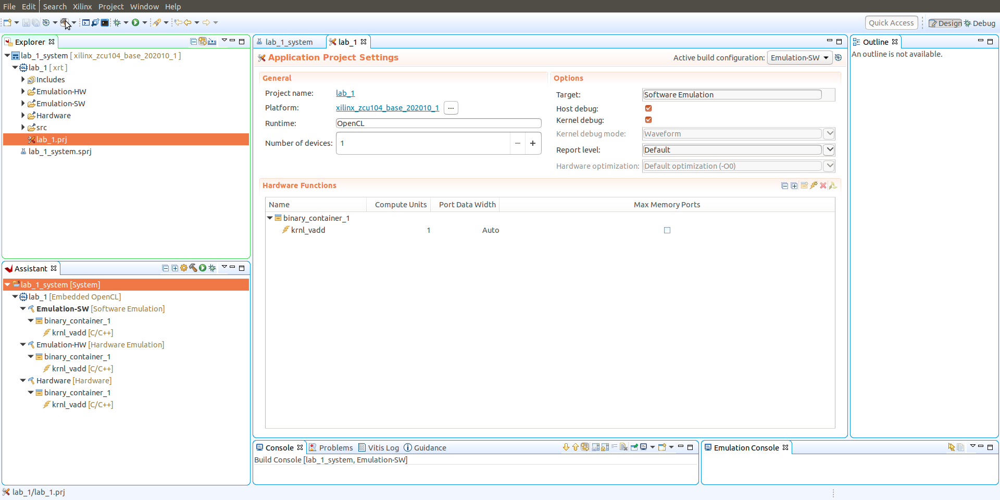 File Edit Search Xilinx Project Window Help
Quick Access
Design
Debug
Explorer
lab_1_system [ xilinx_zcu104_base_202010_1 ]
lab_1 [ xrt ]
Includes
Emulation-HW
Emulation-SW
Hardware
src
lab_1.prj
lab_1_system.sprj
Assistant
lab_1_system [System]
lab_1 [Embedded OpenCL]
Emulation-SW [Software Emulation]
binary_container_1
krnl_vadd [C/C++]
Emulation-HW [Hardware Emulation]
binary_container_1
krnl_vadd [C/C++]
Hardware [Hardware]
binary_container_1
krnl_vadd [C/C++]
lab_1_system
lab_1
Application Project Settings
Active build configuration: Emulation-SW
General
Project name: lab_1
Platform: xilinx_zcu104_base_202010_1 ...
Runtime: OpenCL
Number of devices: 1 − +
Options
Target: Software Emulation
Host debug:
Kernel debug:
Kernel debug mode: Waveform
Report level: Default
Hardware optimization: Default optimization (-O0)
Hardware Functions
Name Compute Units Port Data Width Max Memory Ports
binary_container_1
krnl_vadd 1 Auto
Outline
An outline is not available.
Console Problems Vitis Log Guidance
Build Console [lab_1_system, Emulation-SW]
Emulation Console
lab_1/lab_1.prj